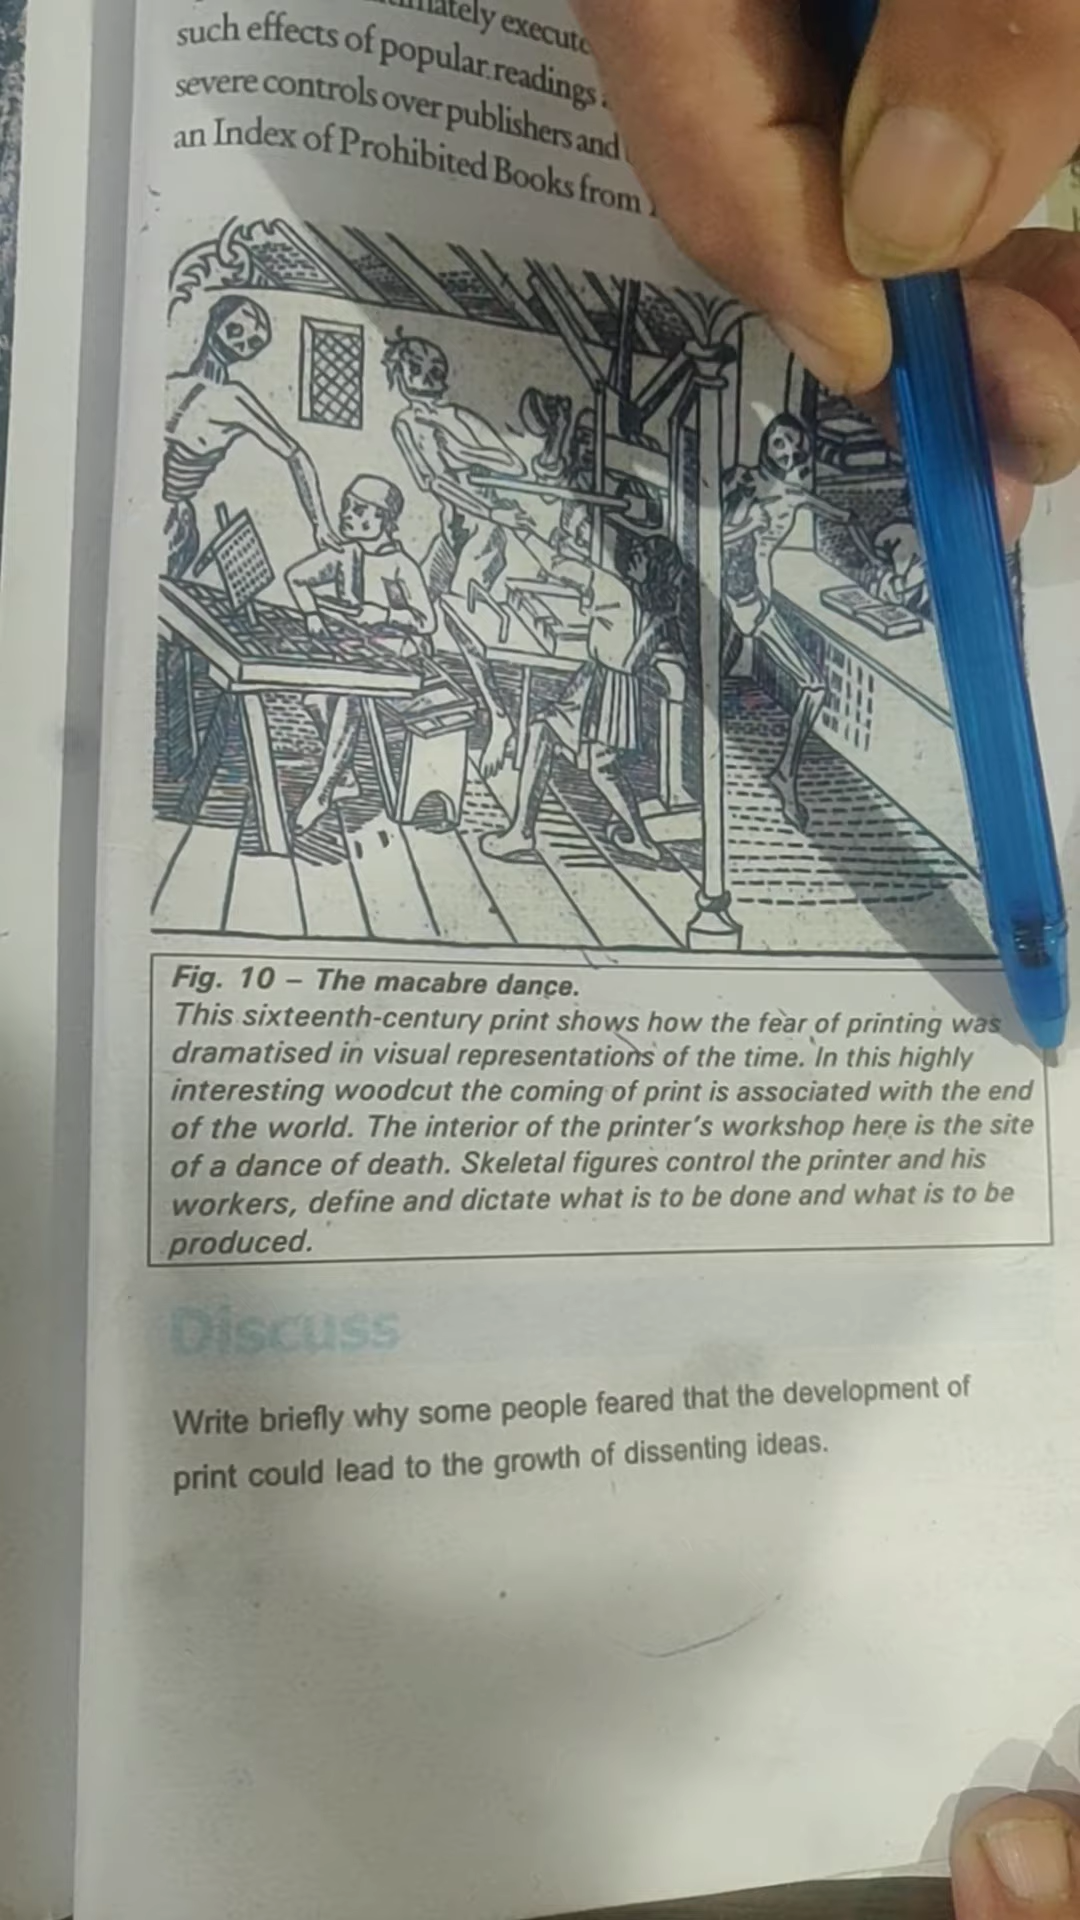 execute
such effects of popular readings
severe controls over publishers and
an Index of Prohibited Books from
Fig. 10 – The macabre dance.
This sixteenth-century print shows how the fear of printing was
dramatised in visual representations of the time. In this highly
interesting woodcut the coming of print is associated with the end
of the world. The interior of the printer's workshop here is the site
of a dance of death. Skeletal figures control the printer and his
workers, define and dictate what is to be done and what is to be
produced.
Discuss
Write briefly why some people feared that the development of
print could lead to the growth of dissenting ideas.